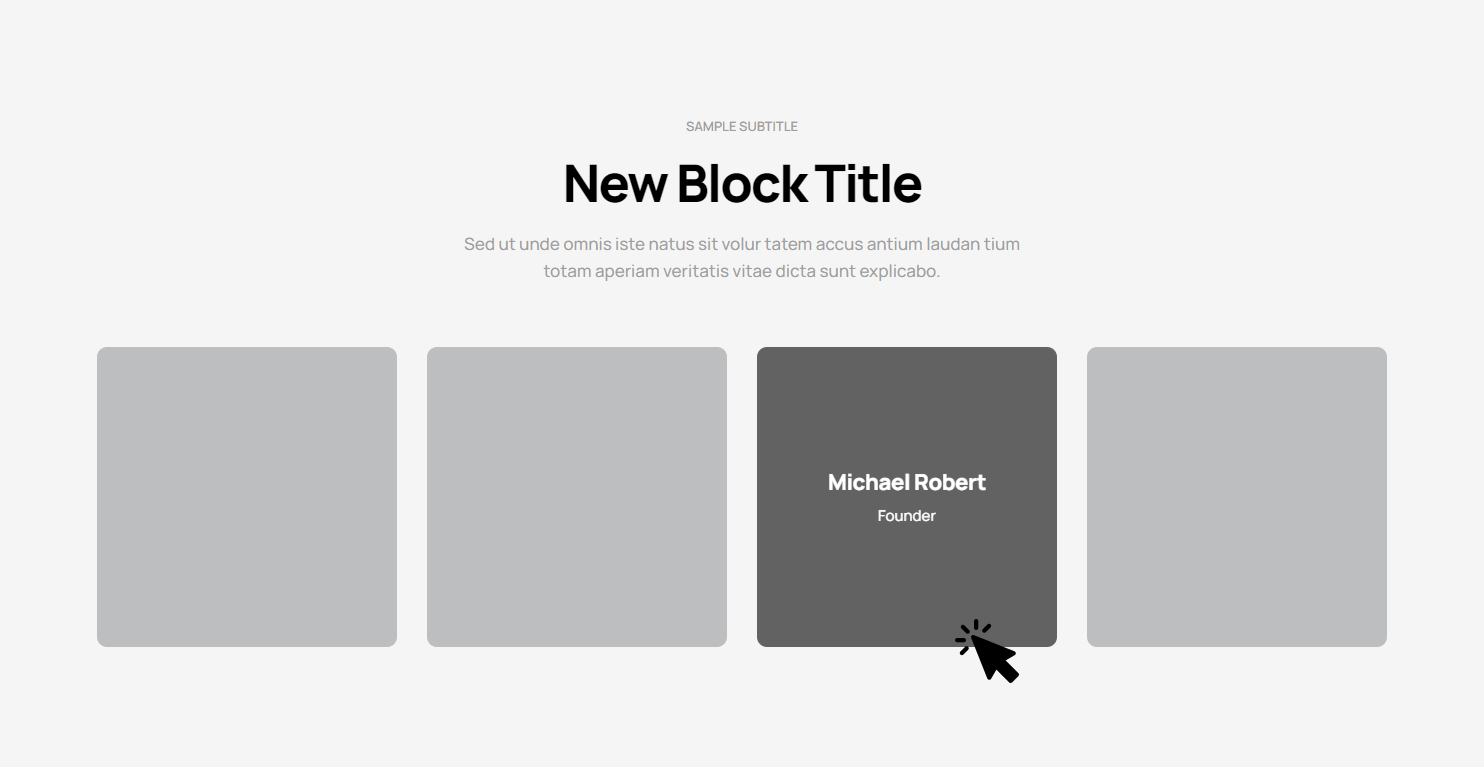 SAMPLE SUBTITLE
New Block Title
Sed ut unde omnis iste natus sit volur tatem accus antium laudan tium
totam aperiam veritatis vitae dicta sunt explicabo.
Michael Robert
Founder